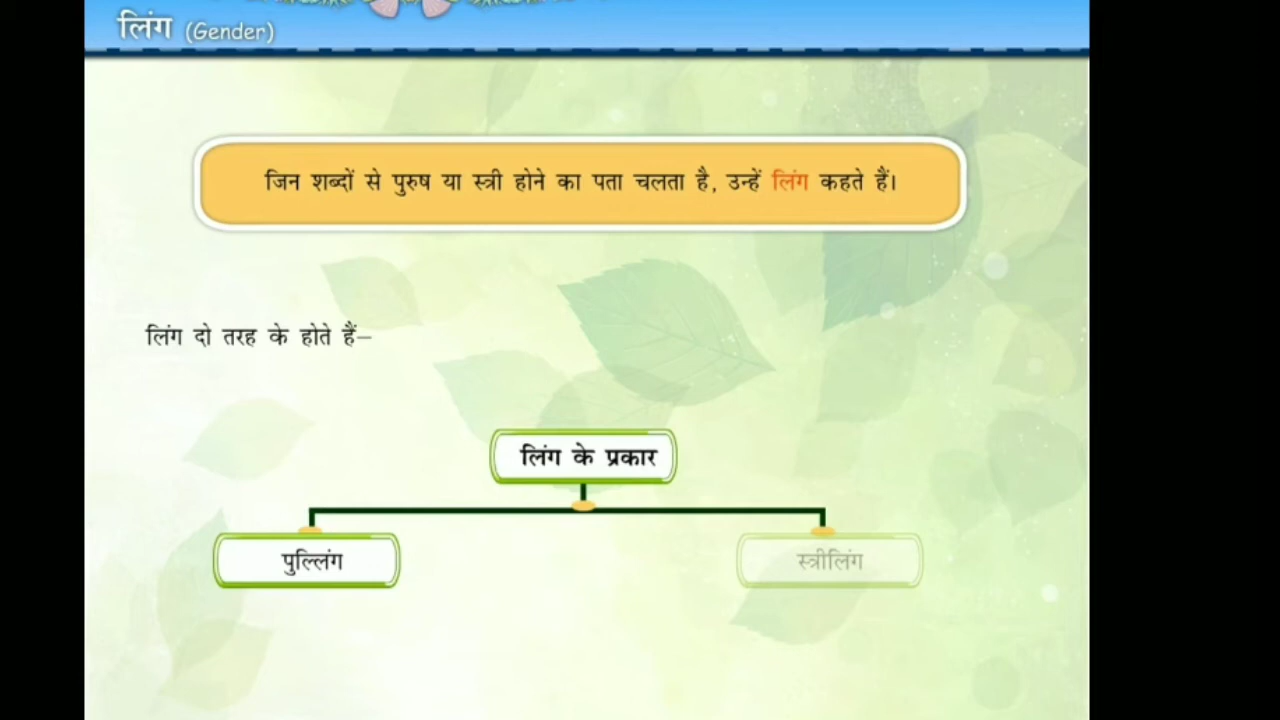 लिंग (Gender)
जिन शब्दों से पुरुष या स्त्री होने का पता चलता है, उन्हें लिंग कहते हैं।
लिंग दो तरह के होते हैं–
लिंग के प्रकार
पुल्लिंग स्त्रीलिंग